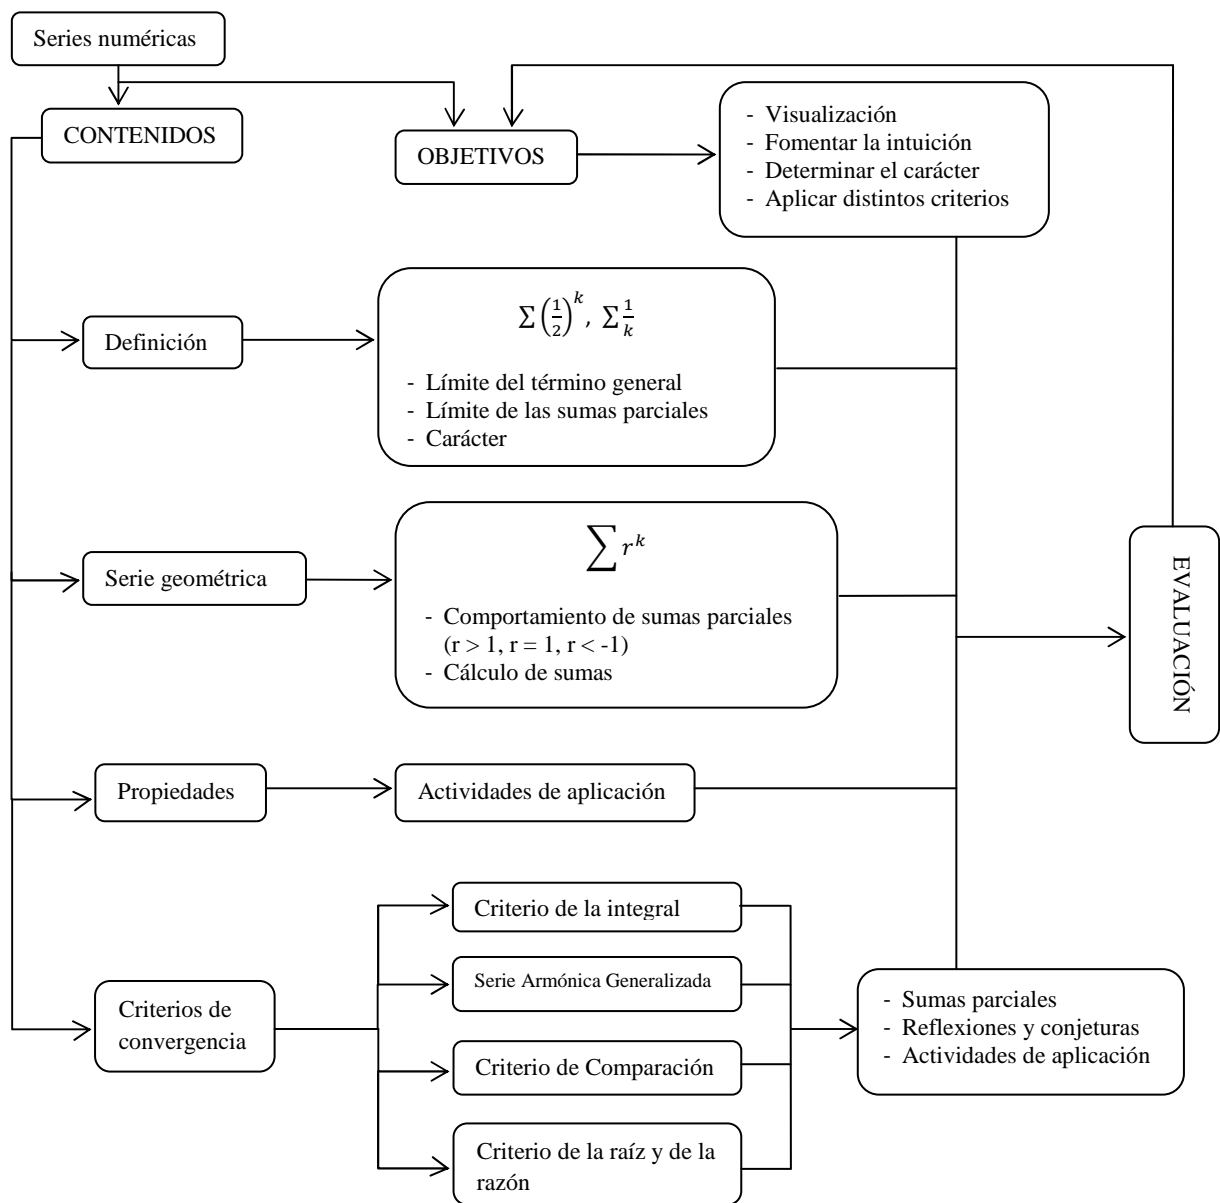 Series numéricas
CONTENIDOS
OBJETIVOS
- Visualización
- Fomentar la intuición
- Determinar el carácter
- Aplicar distintos criterios
Definición
∑(1/2)^k, ∑1/k
- Límite del término general
- Límite de las sumas parciales
- Carácter
Serie geométrica
∑ r^k
- Comportamiento de sumas parciales
(r > 1, r = 1, r < -1)
- Cálculo de sumas
EVALUACIÓN
Propiedades
Actividades de aplicación
Criterios de
convergencia
Criterio de la integral
Serie Armónica Generalizada
Criterio de Comparación
Criterio de la raíz y de la
razón
- Sumas parciales
- Reflexiones y conjeturas
- Actividades de aplicación